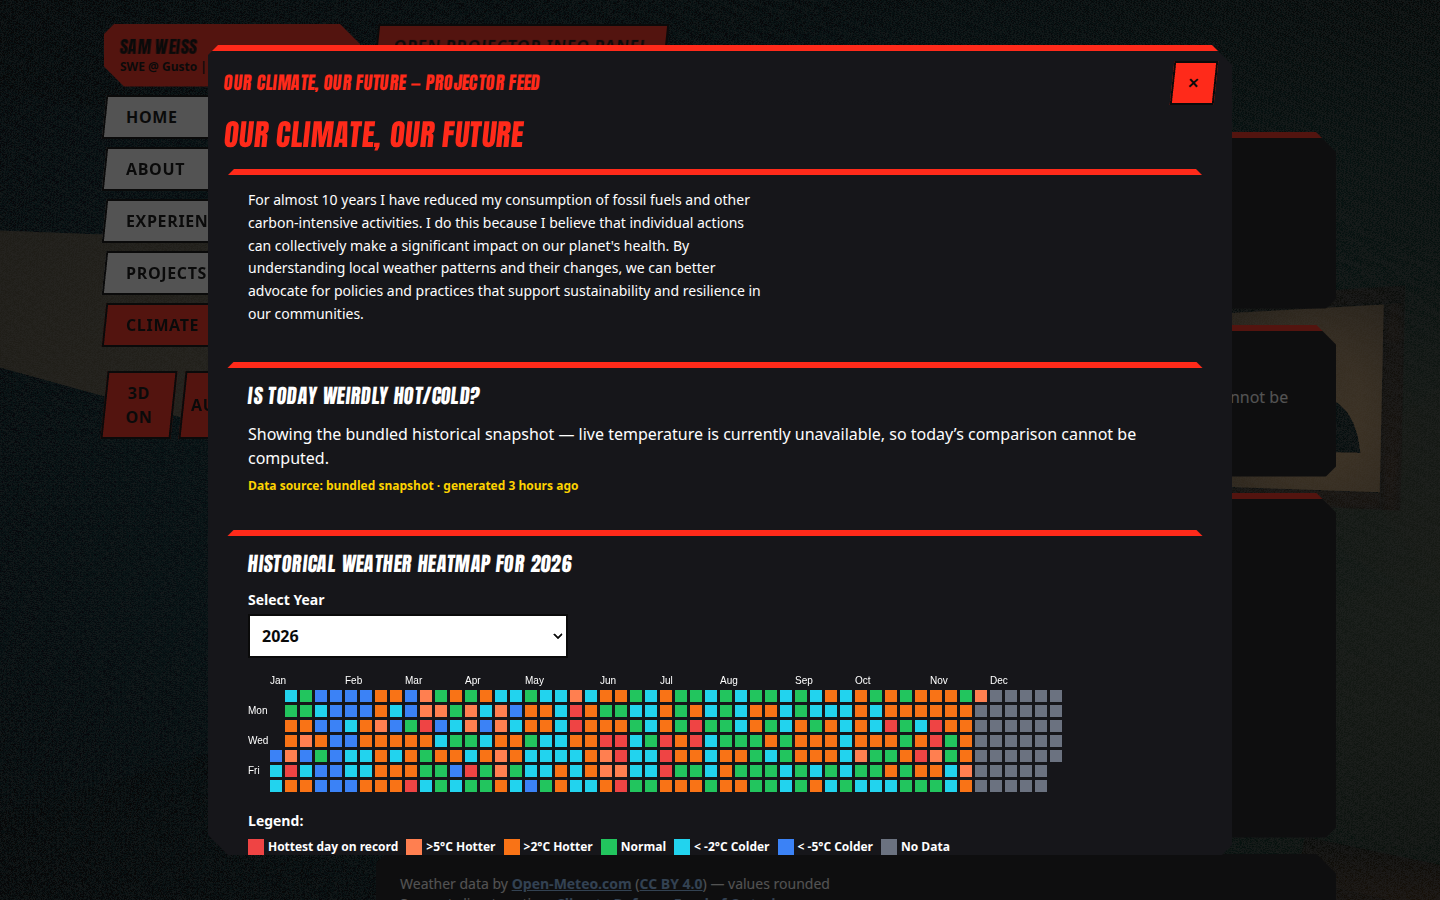 SAM WEISS
SWE @ Gusto |
OPEN PROJECTOR INFO PANEL
OUR CLIMATE, OUR FUTURE – PROJECTOR FEED
×
OUR CLIMATE, OUR FUTURE
HOME
ABOUT
EXPERIEN
PROJECTS
CLIMATE
3D
ON
AU
For almost 10 years I have reduced my consumption of fossil fuels and other
carbon-intensive activities. I do this because I believe that individual actions
can collectively make a significant impact on our planet's health. By
understanding local weather patterns and their changes, we can better
advocate for policies and practices that support sustainability and resilience in
our communities.
IS TODAY WEIRDLY HOT/COLD?
nnot be
Showing the bundled historical snapshot — live temperature is currently unavailable, so today’s comparison cannot be
computed.
Data source: bundled snapshot · generated 3 hours ago
HISTORICAL WEATHER HEATMAP FOR 2026
Select Year
2026
Jan Feb Mar Apr May Jun Jul Aug Sep Oct Nov Dec
Mon
Wed
Fri
Legend:
Hottest day on record >5°C Hotter >2°C Hotter Normal < -2°C Colder < -5°C Colder No Data
Weather data by Open-Meteo.com (CC BY 4.0) — values rounded